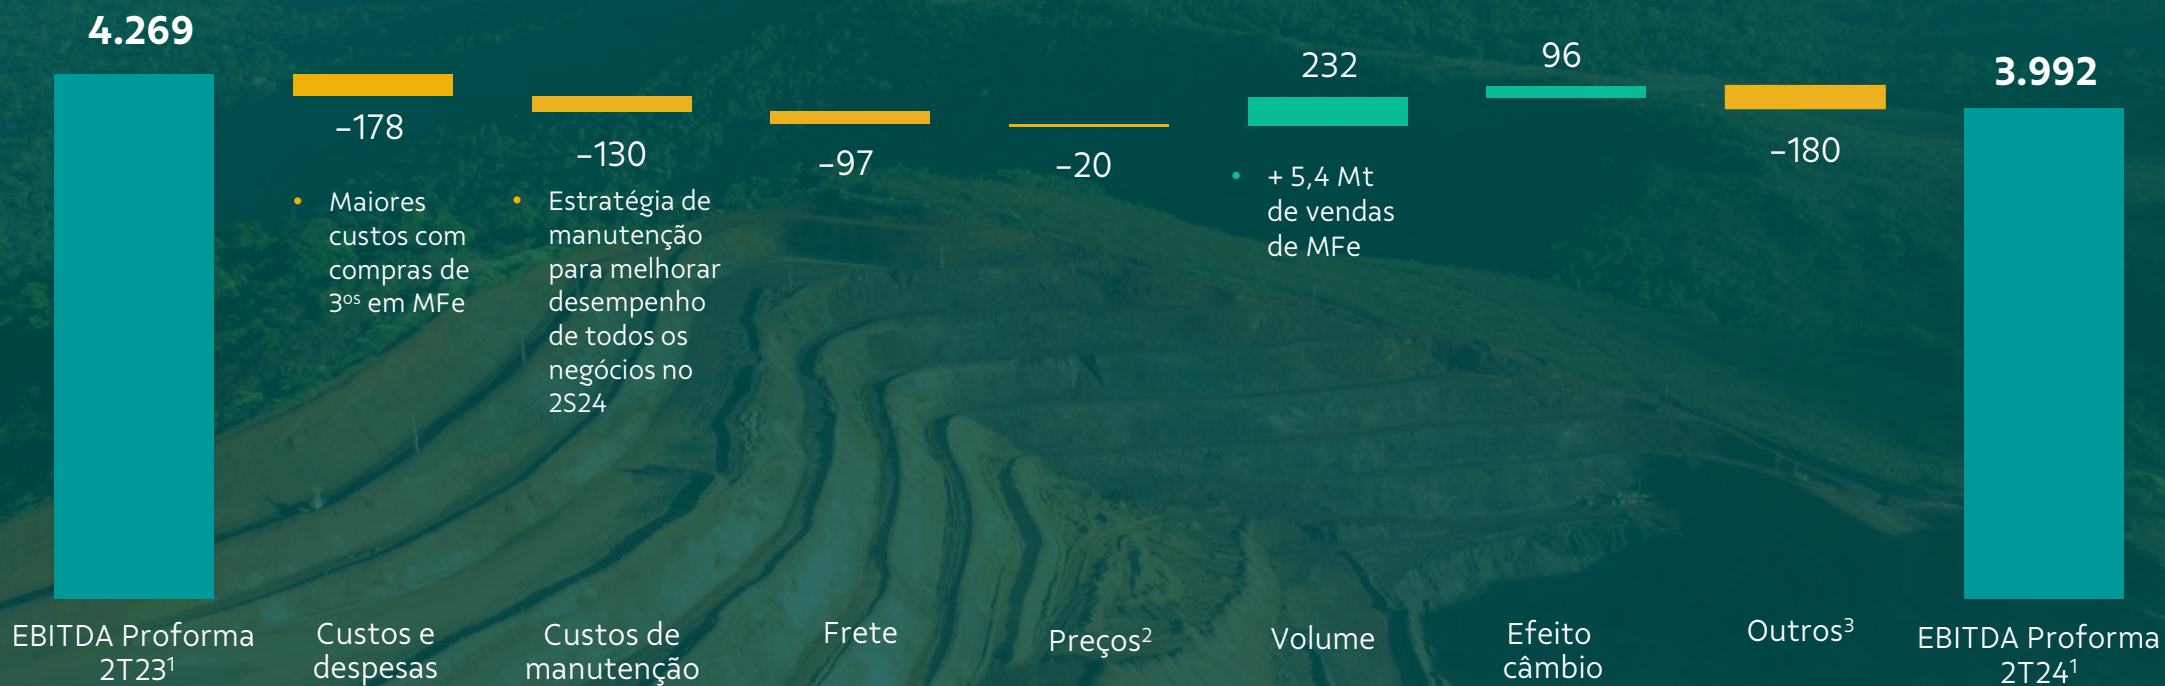 4.269
–178
• Maiores
custos com
compras de
3ºˢ em MFe
–130
• Estratégia de
manutenção
para melhorar
desempenho
de todos os
negócios no
2S24
–97
–20
232
• + 5,4 Mt
de vendas
de MFe
96
–180
3.992
EBITDA Proforma
2T23¹
Custos e
despesas
Custos de
manutenção
Frete
Preços²
Volume
Efeito
câmbio
Outros³
EBITDA Proforma
2T24¹